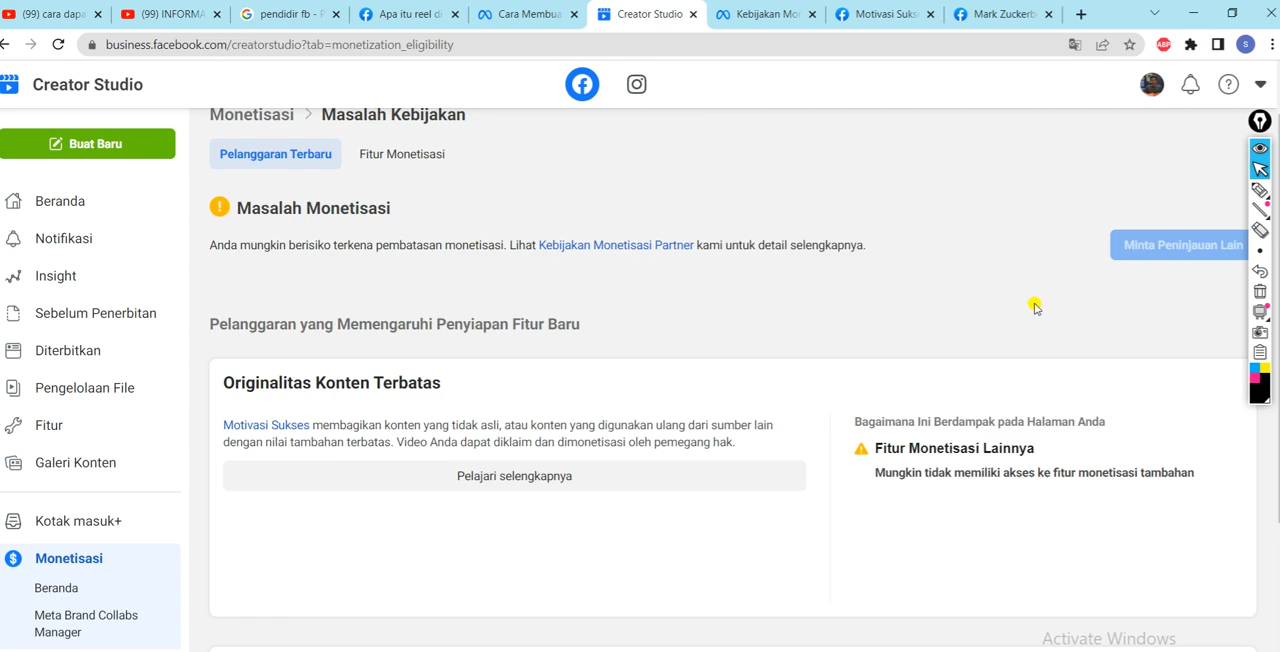 (99) cara dapa
(99) INFORMA
pendidir fb - P
Apa itu reel d
Cara Membua
Creator Studio
Kebijakan Mo
Motivasi Suks
Mark Zuckerb
business.facebook.com/creatorstudio?tab=monetization_eligibility
ABP
S
Creator Studio
Monetisasi > Masalah Kebijakan
Buat Baru
Pelanggaran Terbaru
Fitur Monetisasi
Beranda
Notifikasi
Insight
Sebelum Penerbitan
Diterbitkan
Pengelolaan File
Fitur
Galeri Konten
Kotak masuk+
Monetisasi
Beranda
Meta Brand Collabs
Manager
Masalah Monetisasi
Anda mungkin berisiko terkena pembatasan monetisasi. Lihat Kebijakan Monetisasi Partner kami untuk detail selengkapnya.
Minta Peninjauan Lain
Pelanggaran yang Memengaruhi Penyiapan Fitur Baru
Originalitas Konten Terbatas
Motivasi Sukses membagikan konten yang tidak asli, atau konten yang digunakan ulang dari sumber lain
dengan nilai tambahan terbatas. Video Anda dapat diklaim dan dimonetisasi oleh pemegang hak.
Pelajari selengkapnya
Bagaimana Ini Berdampak pada Halaman Anda
Fitur Monetisasi Lainnya
Mungkin tidak memiliki akses ke fitur monetisasi tambahan
Activate Windows